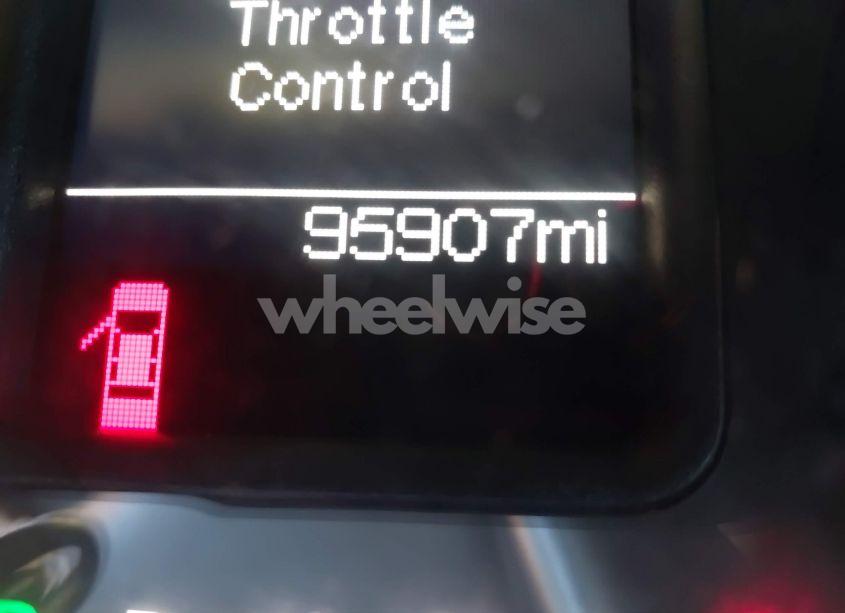 Throttle
Control
95907mi
wheelwise